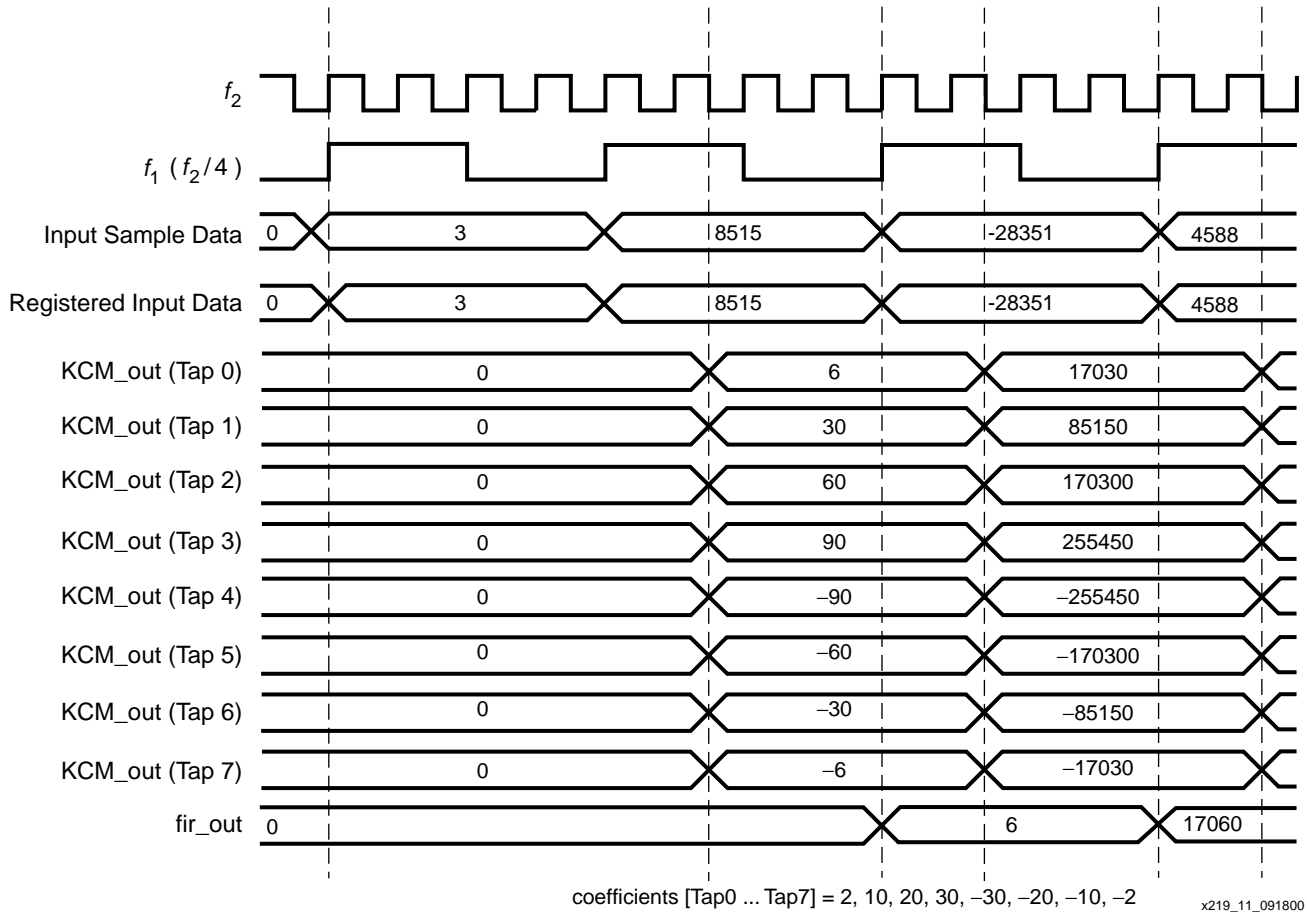 f2
f1 ( f2/4 )
Input Sample Data 0 3 8515 -28351 4588
Registered Input Data 0 3 8515 -28351 4588
KCM_out (Tap 0) 0 6 17030
KCM_out (Tap 1) 0 30 85150
KCM_out (Tap 2) 0 60 170300
KCM_out (Tap 3) 0 90 255450
KCM_out (Tap 4) 0 −90 −255450
KCM_out (Tap 5) 0 −60 −170300
KCM_out (Tap 6) 0 −30 −85150
KCM_out (Tap 7) 0 −6 −17030
fir_out 0 6 17060
coefficients [Tap0 ... Tap7] = 2, 10, 20, 30, −30, −20, −10, −2
x219_11_091800